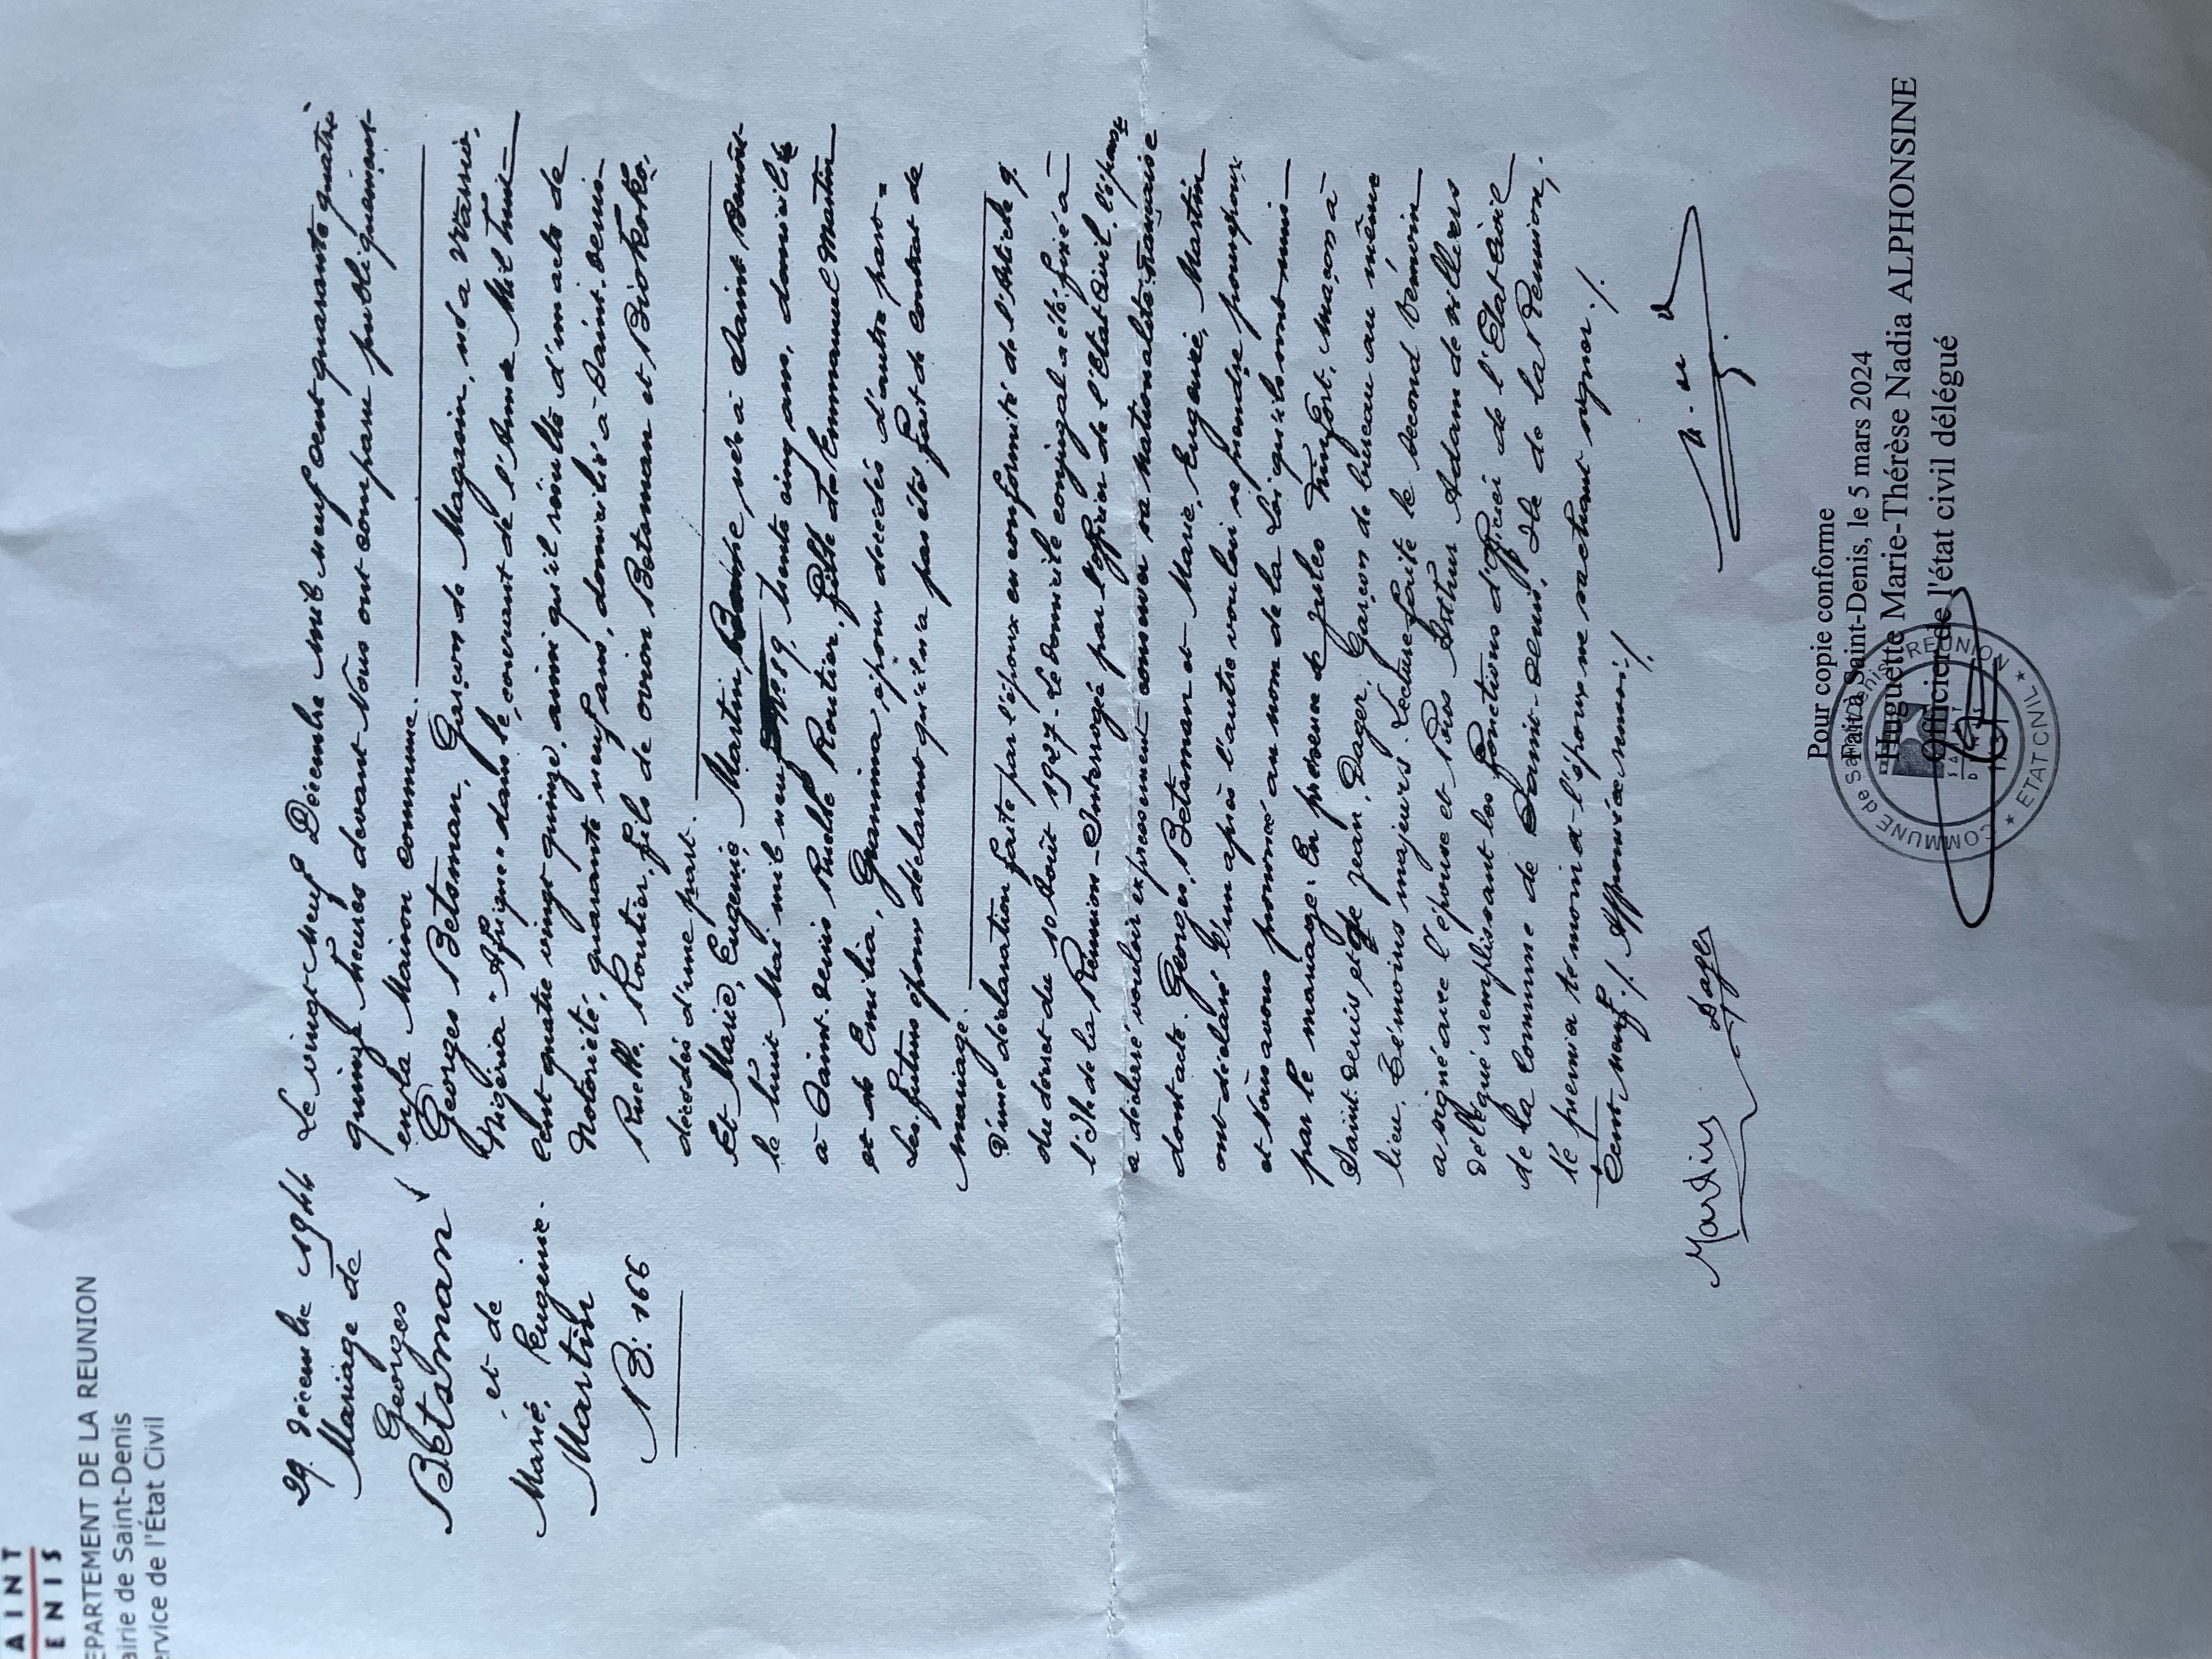 AINT
ENIS
EPARTEMENT DE LA REUNION
airie de Saint-Denis
ervice de l'État Civil
29. Décembre 1944
Mariage de
Georges
Betsman
et de
Marie, Eugénie
Martin
N: 166
Le vingt neuf Décembre mil neuf cent quarante quatre
quinze heures devant Nous ont comparu publiquement
en la Maison commune.
Georges Betsman, Garçon de Magasin, né à Warrio,
Nigéria "Afrique" dans le courant de l'Année Mil huit
cent quatre vingt quinze, ainsi qu'il résulte d'un acte de
Notoriété, quarante neuf ans, domicilié à Saint-Denis
Ruelle Routier, fils de Ovion Betsman et Biokoko,
décédés d'une part.
Et Marie, Eugénie, Martin, née à Saint Benoît
le huit Mai mil neuf 89, trente cinq ans, domiciliée
à Saint-Denis Ruelle Routier, fille de Emmanuel Martin
et de Emilia, époux décédés d'autre part =
Les futurs époux déclarent qu'il n'a pas été fait de contrat de
mariage.
D'une déclaration faite par l'époux en conformité de l'Article 9.
du décret du 10 Août 1927- Le Domicile conjugal a été fixé à
l'Ile de la Réunion - Interrogée par l'officier de l'Etat Civil, l'épouse
a déclaré vouloir expressement conserver sa nationalité française
dont acte. Georges, Betsman et Marie, Eugénie, Martin
ont déclaré l'un après l'autre vouloir se prendre pour époux
et Nous avons prononcé au nom de la Loi qu'ils sont unis
par le mariage. En présence de Jules, Maçon à
Saint-Denis et de Jean, Dager, Garçon de bureau au même
lieu, Témoins majeurs. Lecture faite le second témoin
a signé avec l'épouse et Nous Arthur Adam de Villiers
Délégué remplissant les fonctions d'Officier de l'Etat Civil
de la Commune de Saint-Denis, Ile de la Réunion,
le premier témoin et l'époux ne sachant signer./.
Cent neuf./. Approuvé ce renvoi./.
Martin Dager
Pour copie conforme
Fait à Saint-Denis, le 5 mars 2024
Huguette Marie-Thérèse Nadia ALPHONSINE
Officier de l'état civil délégué
COMMUNE de Saint-Denis REUNION
SAINT
DENIS
★ ETAT CIVIL ★